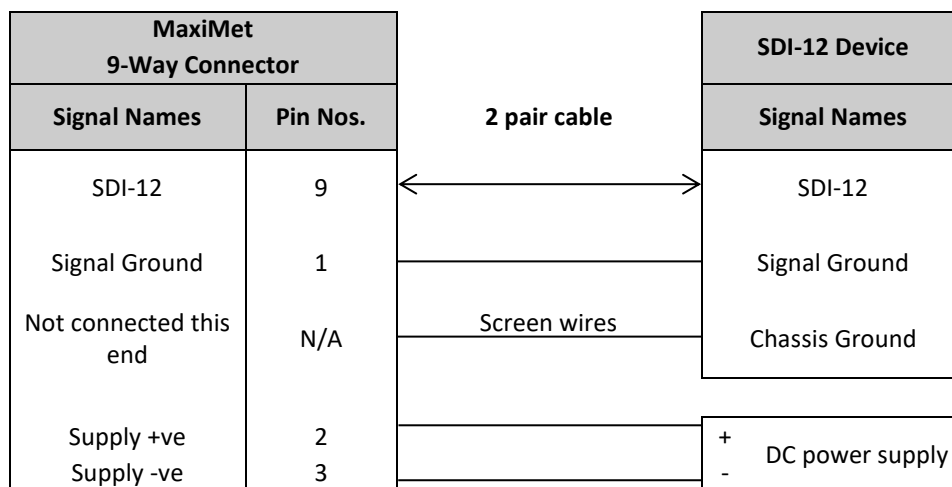 MaxiMet
9-Way Connector
SDI-12 Device
Signal Names Pin Nos. 2 pair cable Signal Names
SDI-12 9 SDI-12
Signal Ground 1 Signal Ground
Not connected this
end
N/A Screen wires Chassis Ground
Supply +ve 2 +
Supply -ve 3 -
DC power supply